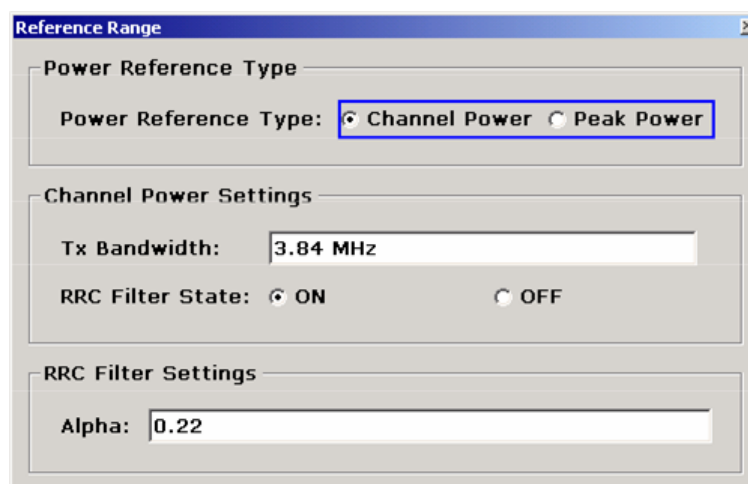 Reference Range
Power Reference Type
Power Reference Type: Channel Power Peak Power
Channel Power Settings
Tx Bandwidth: 3.84 MHz
RRC Filter State: ON OFF
RRC Filter Settings
Alpha: 0.22